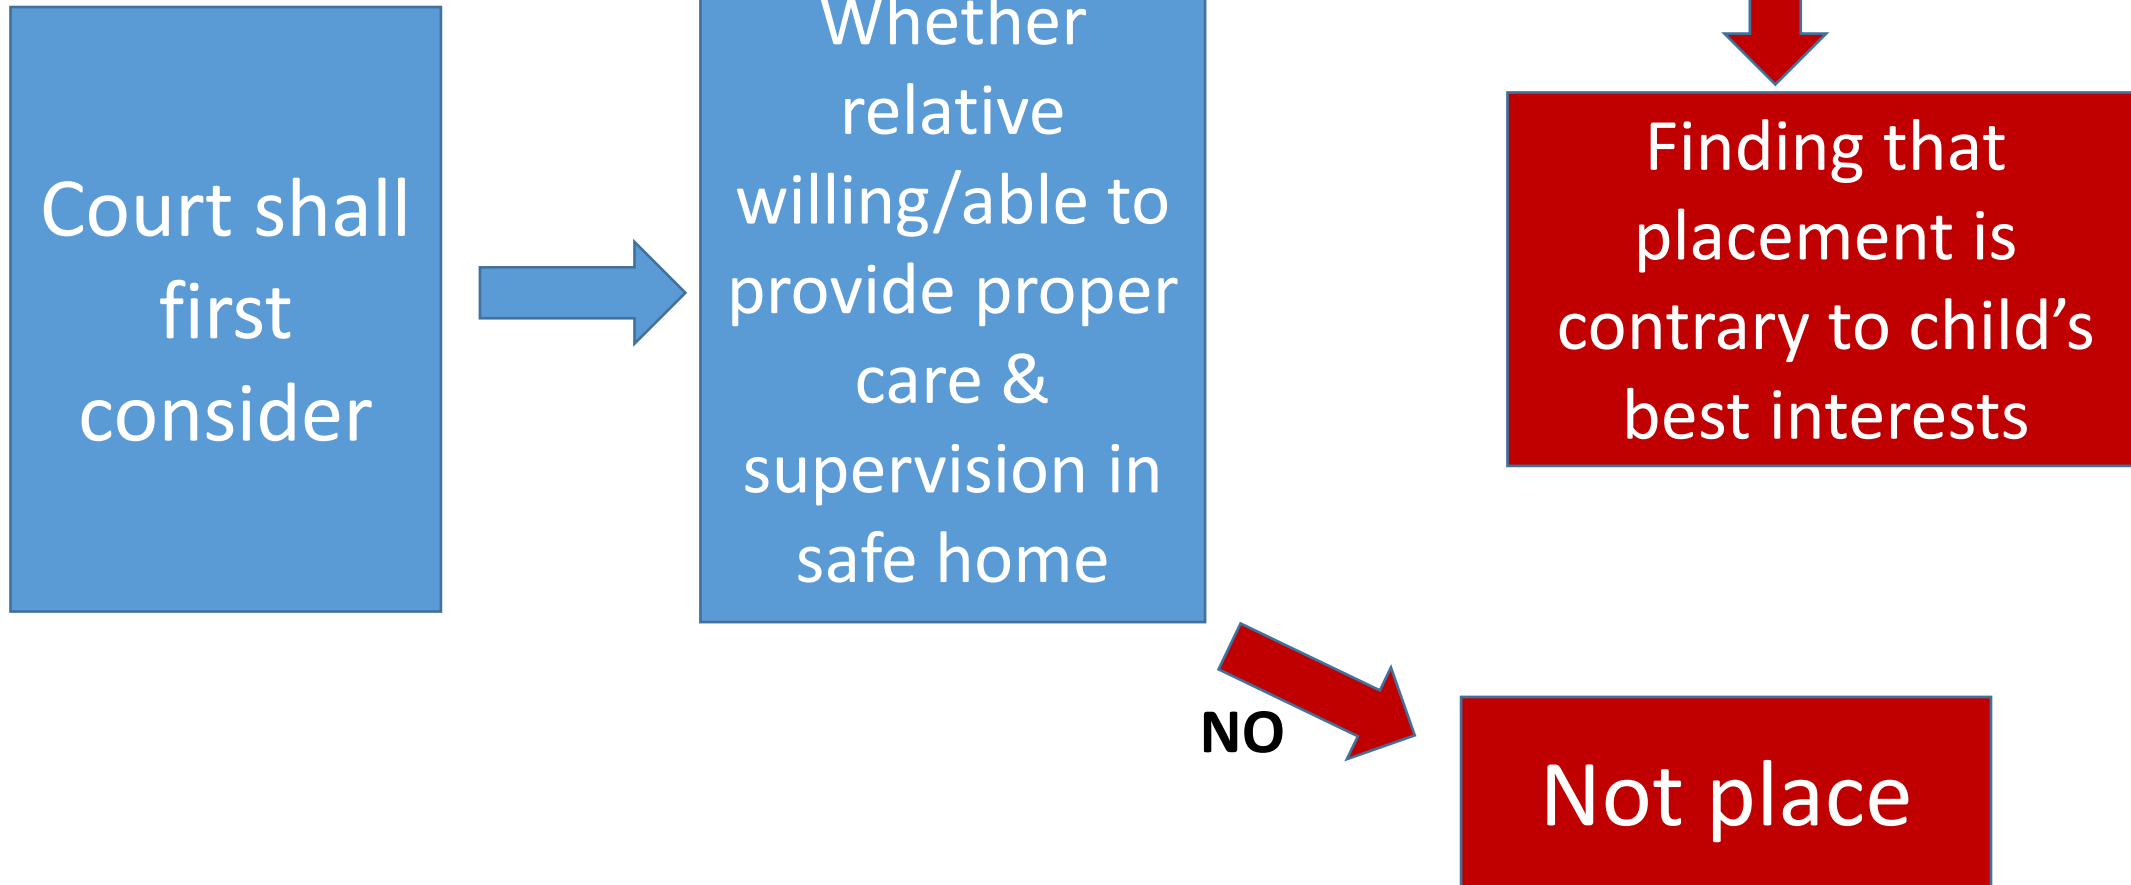 Court shall
first
consider
Whether
relative
willing/able to
provide proper
care &
supervision in
safe home
Finding that
placement is
contrary to child’s
best interests
NO
Not place